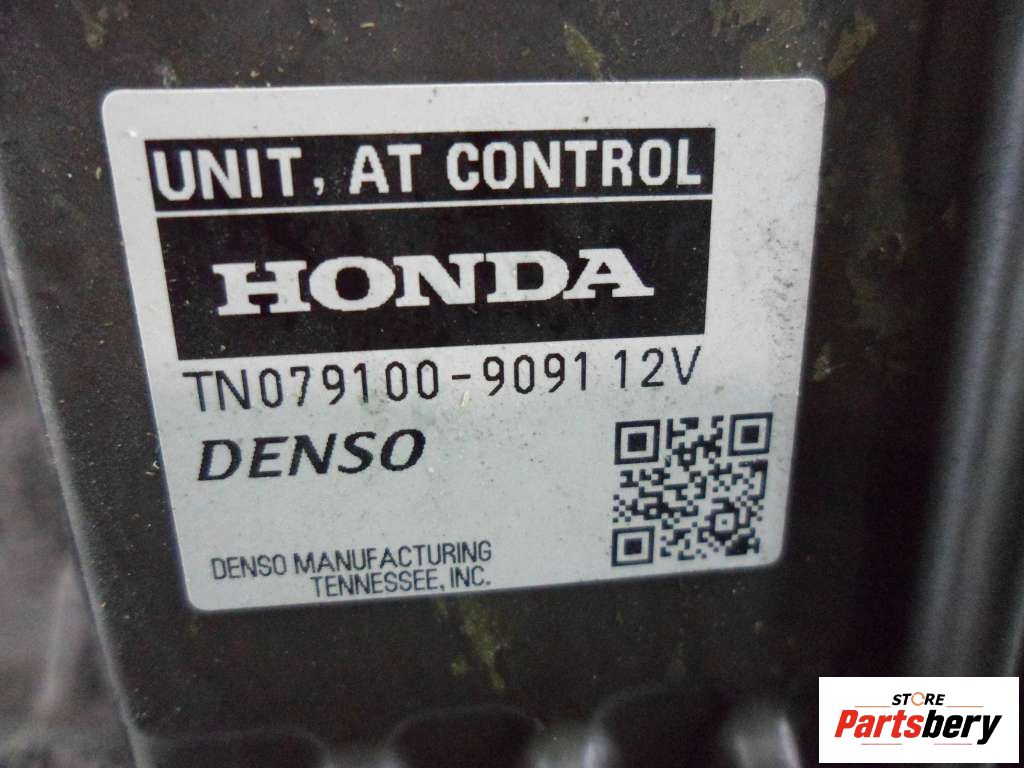 UNIT, AT CONTROL
HONDA
TN079100-9091 12V
DENSO
DENSO MANUFACTURING
TENNESSEE, INC.
STORE
Partsbery